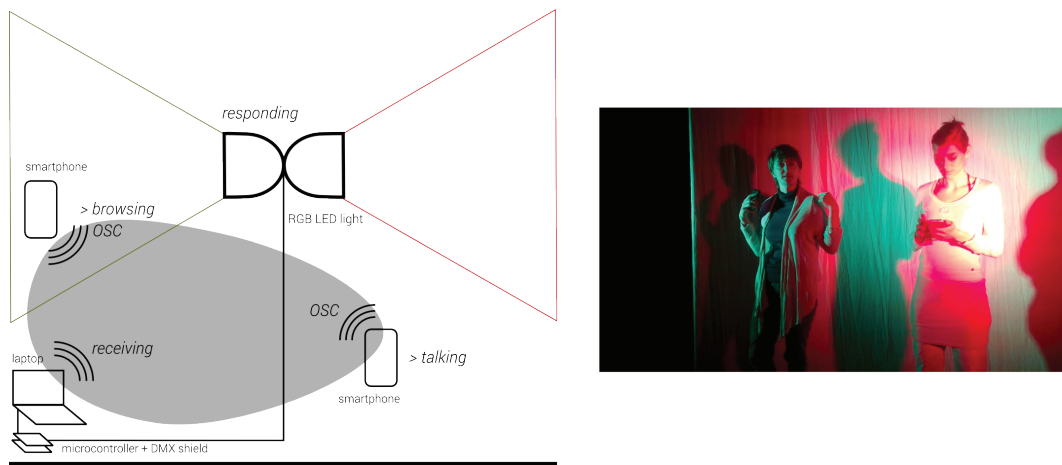 responding
smartphone
> browsing
OSC
RGB LED light
OSC
receiving
laptop
> talking
smartphone
microcontroller + DMX shield